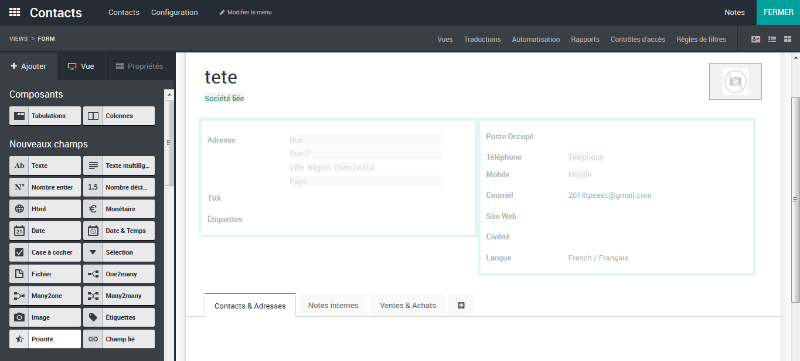 Contacts Contacts Configuration Modifier le menu Notes FERMER
VIEWS > FORM Vues Traductions Automatisation Rapports Contrôles d'accès Règles de filtres
Ajouter Vue Propriétés
Composants
Tabulations Colonnes
Nouveaux champs
Ab Texte Texte multilig...
N° Nombre entier 1.5 Nombre déci...
Html Monétaire
21 Date Date & Temps
Case à cocher Sélection
Fichier One2many
Many2one Many2many
Image Étiquettes
Priorité Champ lié
tete
Société liée
Adresse Rue
Rue 2
Ville Région Code postal
Pays
TVA
Étiquettes
Poste Occupé
Téléphone Téléphone
Mobile Mobile
Courriel 2014tpeaec@gmail.com
Site Web
Civilité
Langue French / Français
Contacts & Adresses Notes internes Ventes & Achats